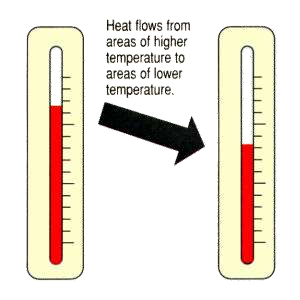 Heat flows from
areas of higher
temperature to
areas of lower
temperature.